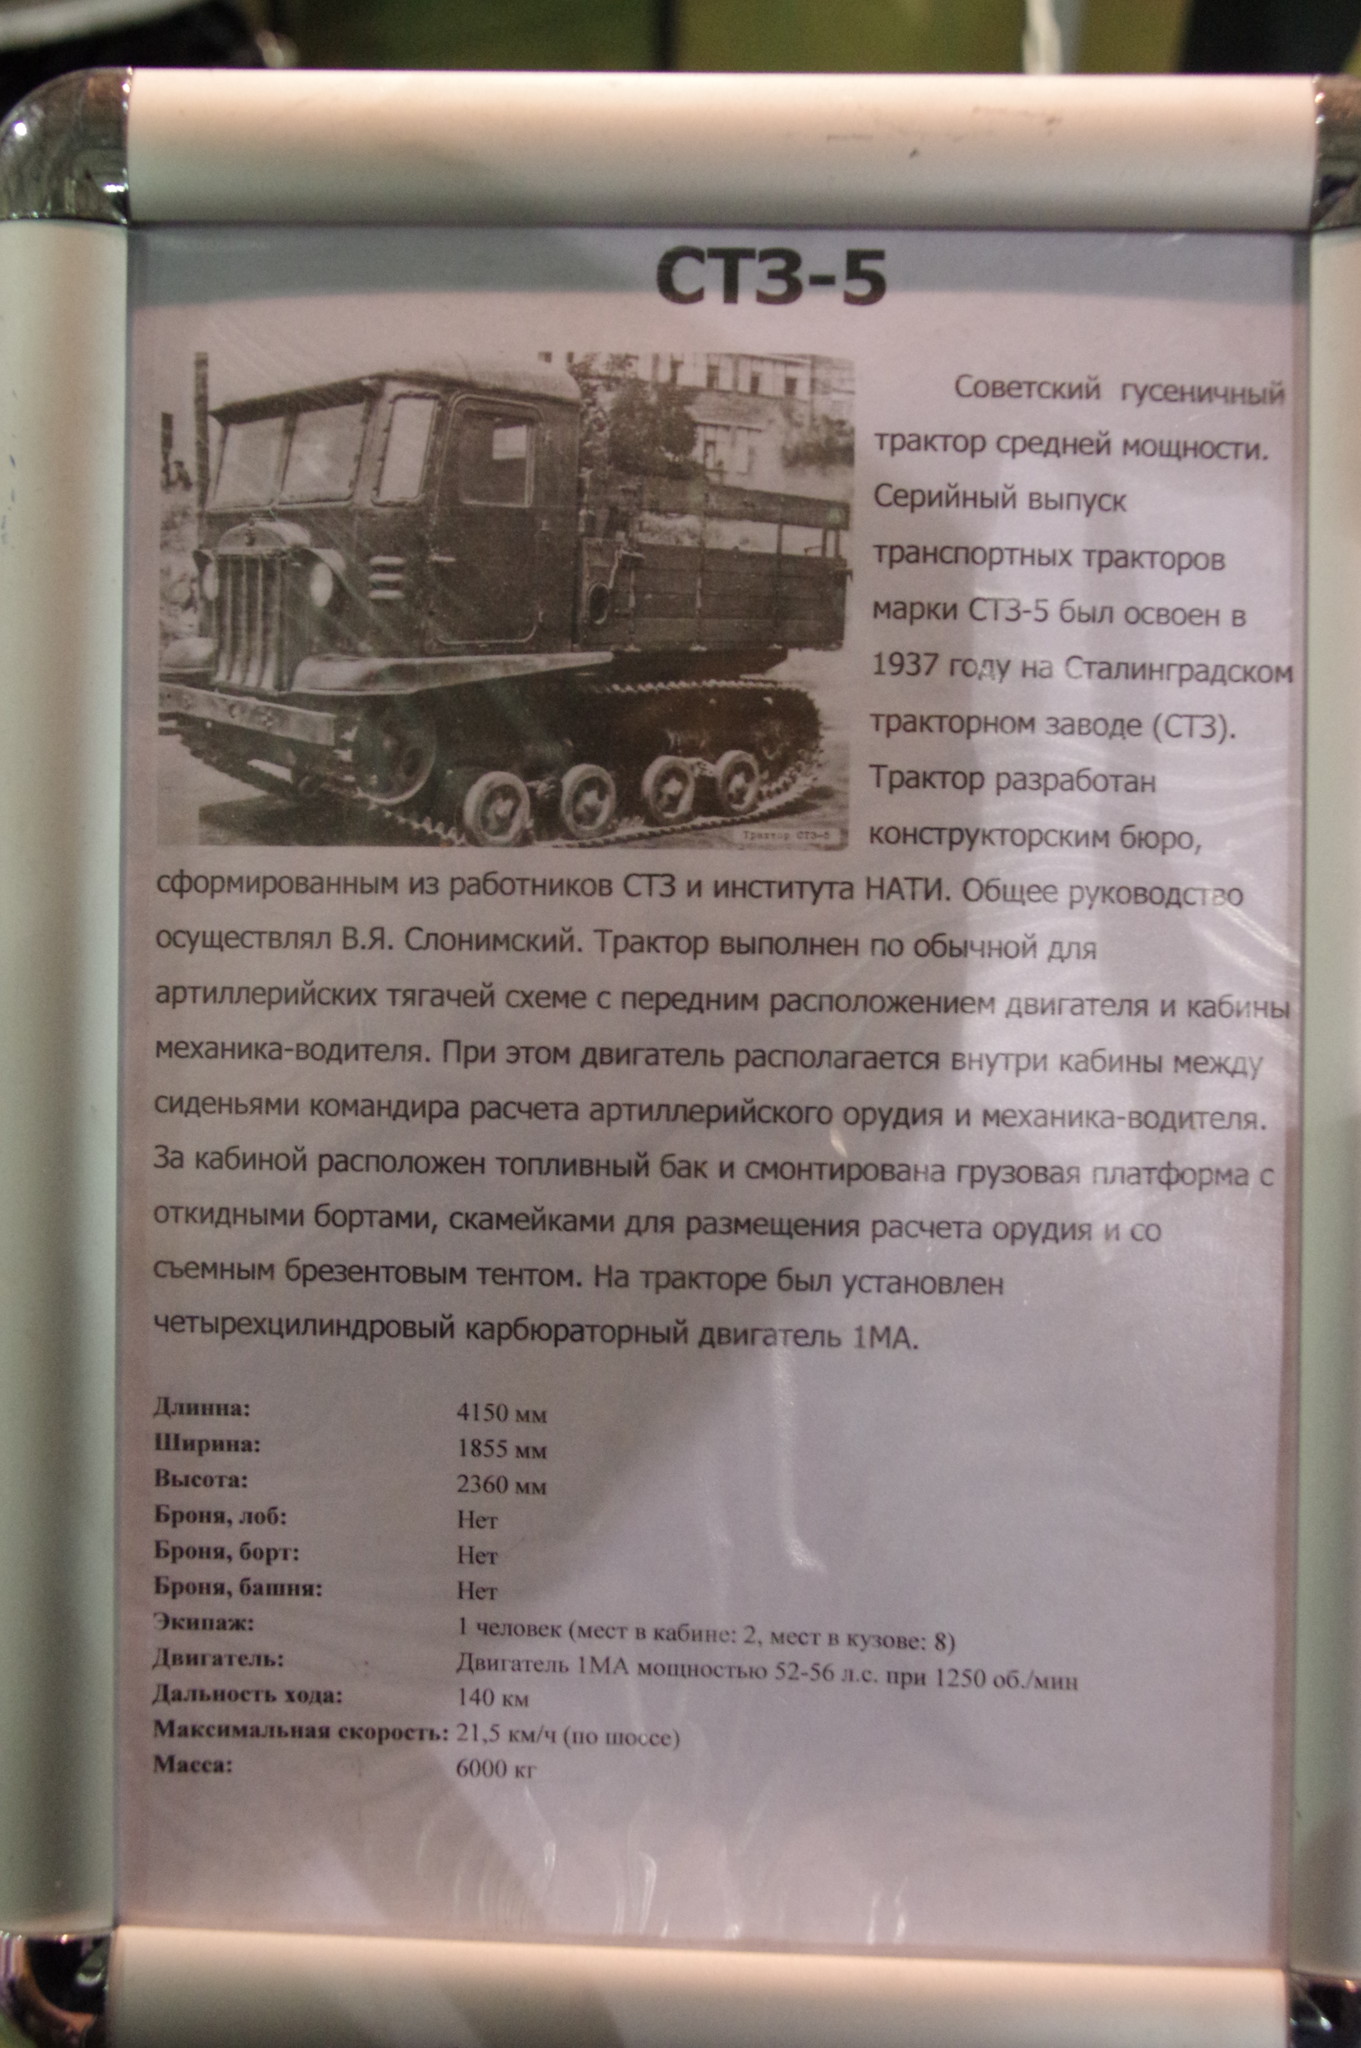 СТЗ-5
Советский гусеничный
трактор средней мощности.
Серийный выпуск
транспортных тракторов
марки СТЗ-5 был освоен в
1937 году на Сталинградском
тракторном заводе (СТЗ).
Трактор разработан
конструкторским бюро,
Трактор СТЗ-5
сформированным из работников СТЗ и института НАТИ. Общее руководство
осуществлял В.Я. Слонимский. Трактор выполнен по обычной для
артиллерийских тягачей схеме с передним расположением двигателя и кабины
механика-водителя. При этом двигатель располагается внутри кабины между
сиденьями командира расчета артиллерийского орудия и механика-водителя.
За кабиной расположен топливный бак и смонтирована грузовая платформа с
откидными бортами, скамейками для размещения расчета орудия и со
съемным брезентовым тентом. На тракторе был установлен
четырехцилиндровый карбюраторный двигатель 1МА.
Длинна: 4150 мм
Ширина: 1855 мм
Высота: 2360 мм
Броня, лоб: Нет
Броня, борт: Нет
Броня, башня: Нет
Экипаж: 1 человек (мест в кабине: 2, мест в кузове: 8)
Двигатель: Двигатель 1МА мощностью 52-56 л.с. при 1250 об./мин
Дальность хода: 140 км
Максимальная скорость: 21,5 км/ч (по шоссе)
Масса: 6000 кг